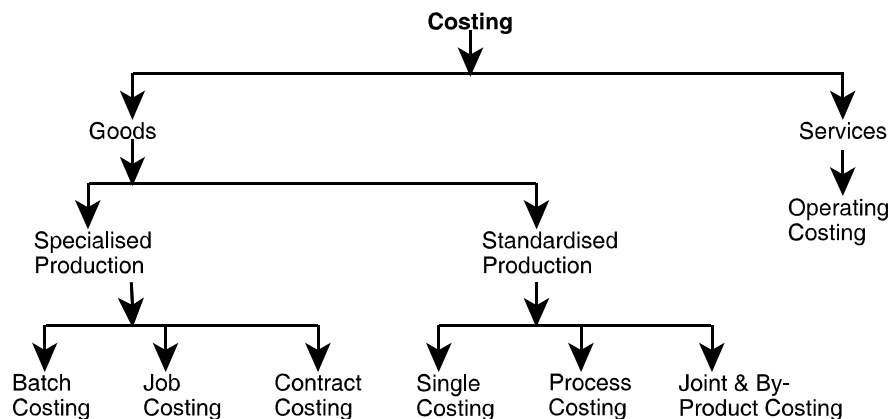 Costing
Goods
Services
Operating
Costing
Specialised
Production
Standardised
Production
Batch
Costing
Job
Costing
Contract
Costing
Single
Costing
Process
Costing
Joint & By-
Product Costing